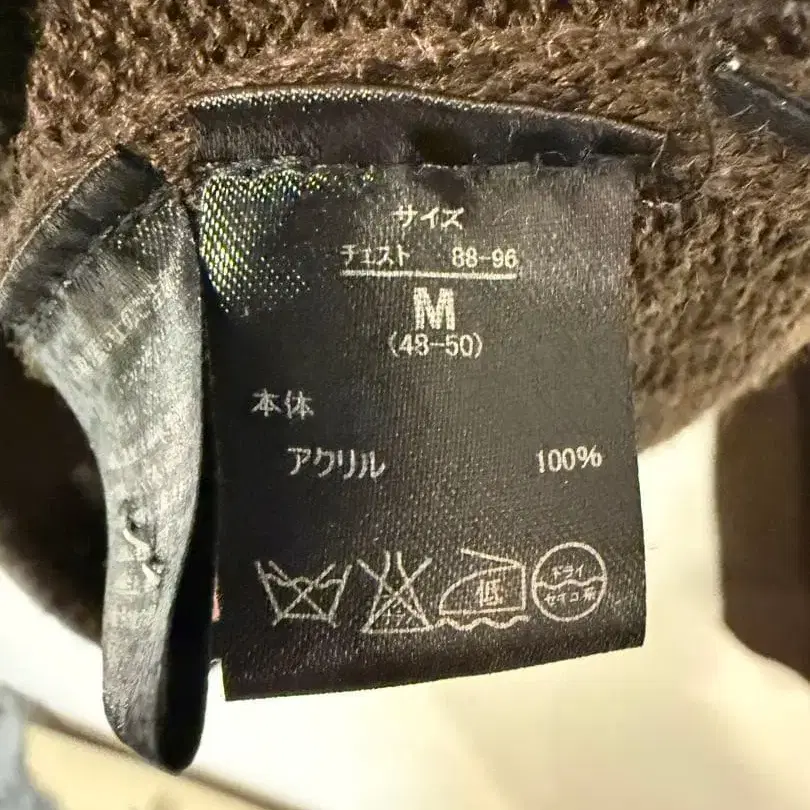 サイズ
チェスト 88-96
M
(48-50)
本体
アクリル 100%
低
ドライ
セキユ系